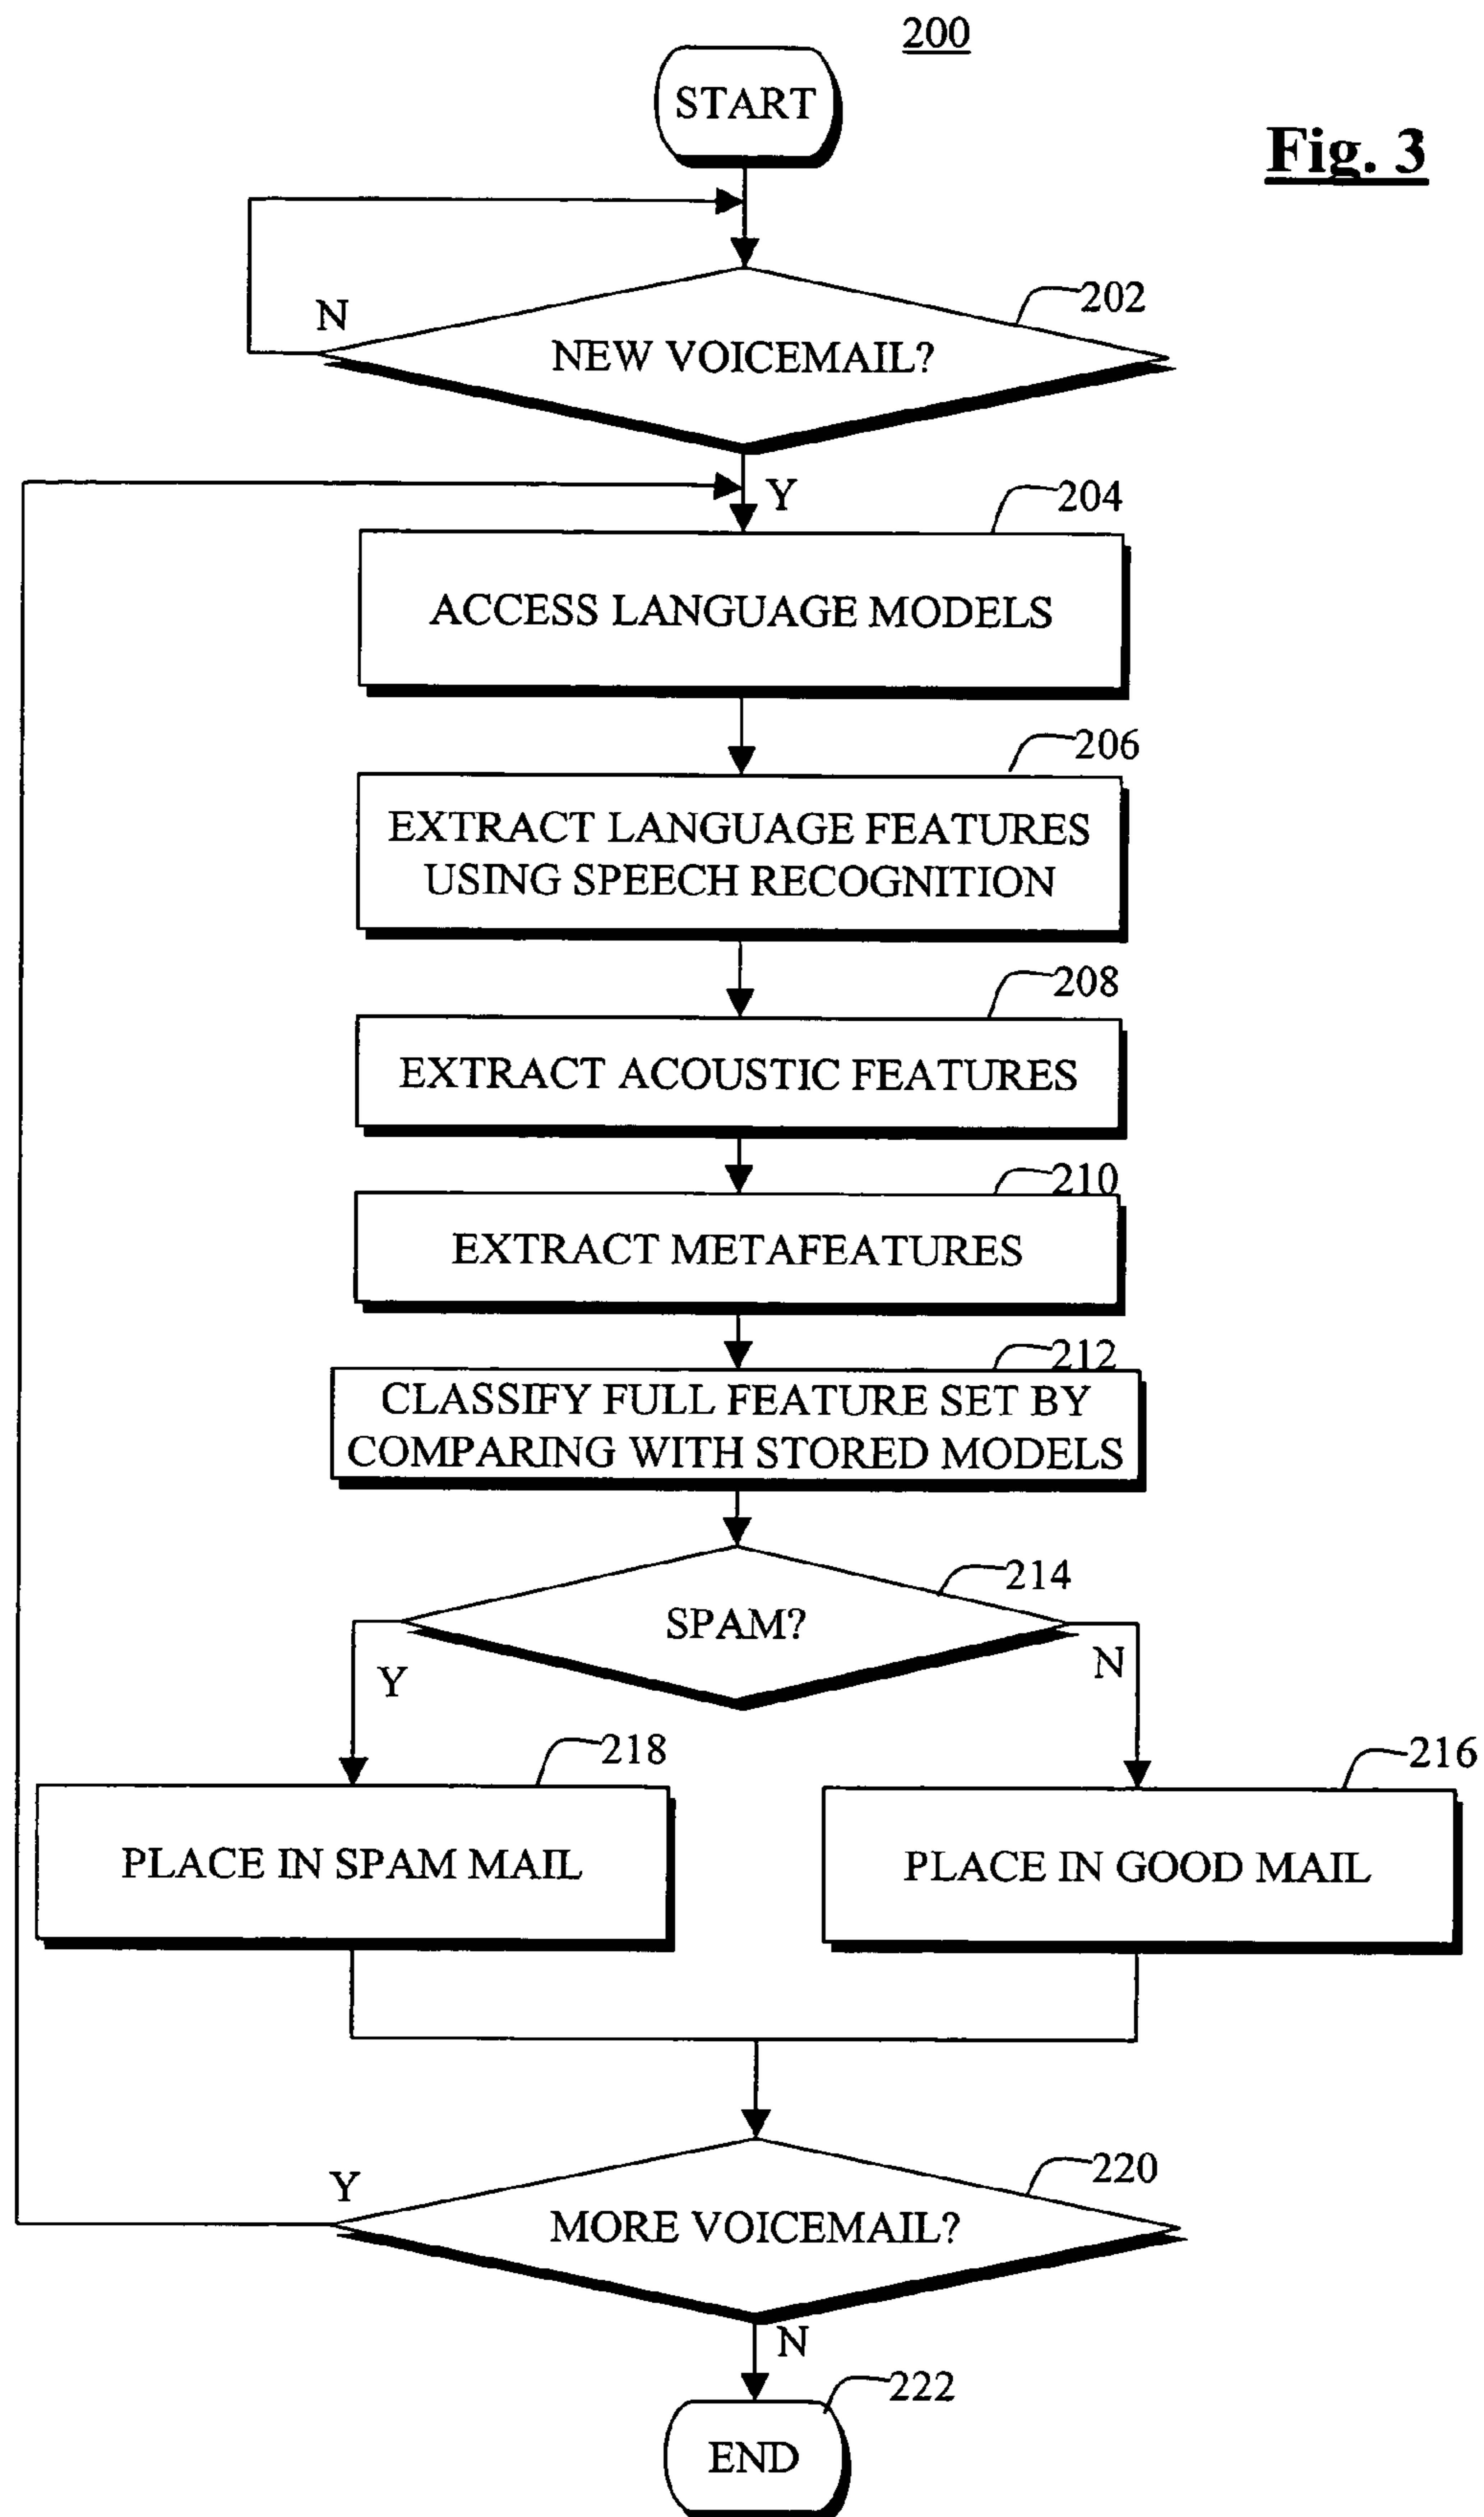 200
START
Fig. 3
N
202
NEW VOICEMAIL?
Y
204
ACCESS LANGUAGE MODELS
206
EXTRACT LANGUAGE FEATURES
USING SPEECH RECOGNITION
208
EXTRACT ACOUSTIC FEATURES
210
EXTRACT METAFEATURES
212
CLASSIFY FULL FEATURE SET BY
COMPARING WITH STORED MODELS
214
SPAM?
Y
N
218
216
PLACE IN SPAM MAIL
PLACE IN GOOD MAIL
220
Y
MORE VOICEMAIL?
N
222
END